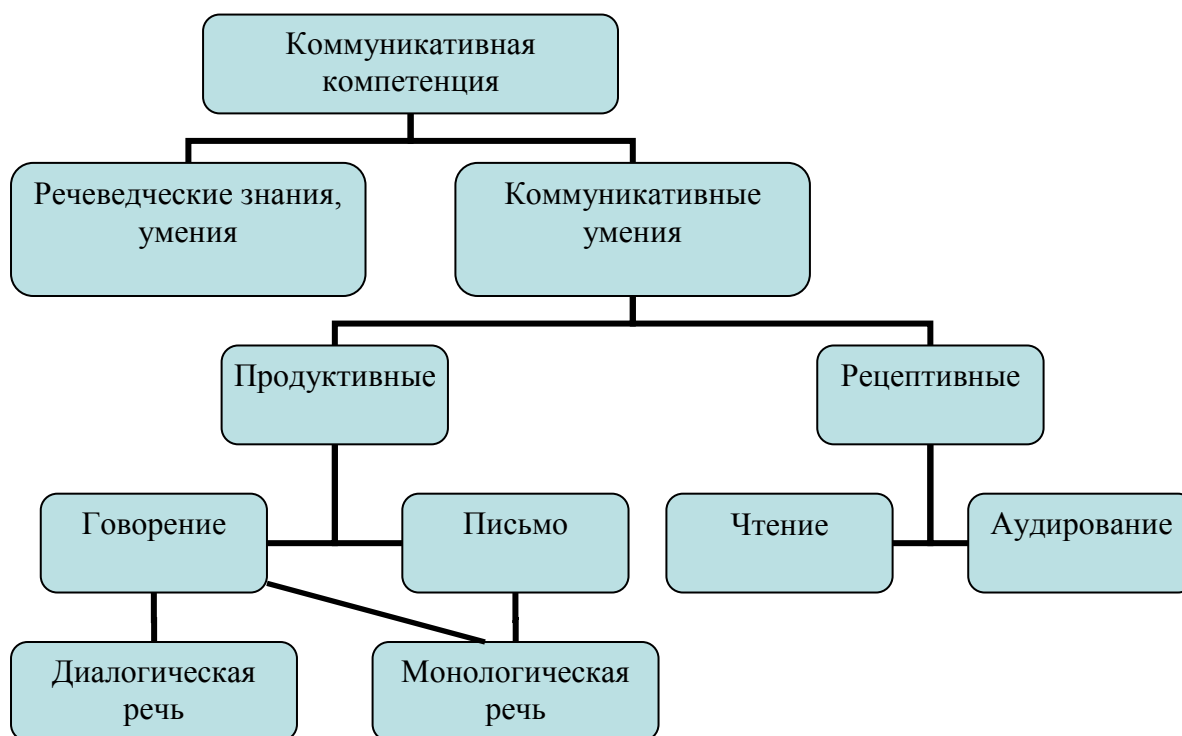 Коммуникативная
компетенция
Речеведческие знания,
умения
Коммуникативные
умения
Продуктивные
Рецептивные
Говорение
Письмо
Чтение
Аудирование
Диалогическая
речь
Монологическая
речь